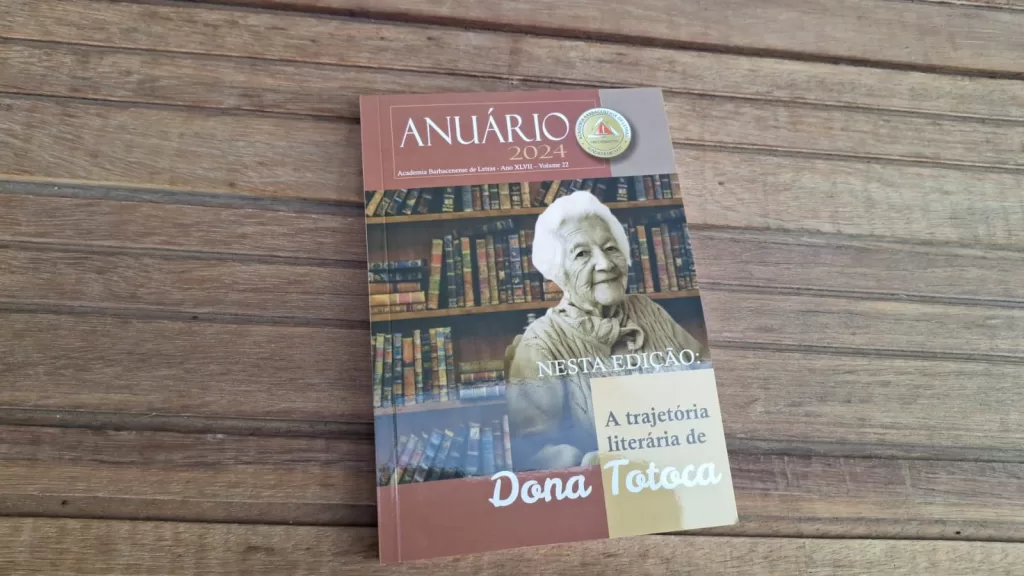 ANUÁRIO
2024
Academia Barbacenense de Letras - Ano XLVII - Volume 22
NESTA EDIÇÃO:
A trajetória
literária de
Dona Totoca